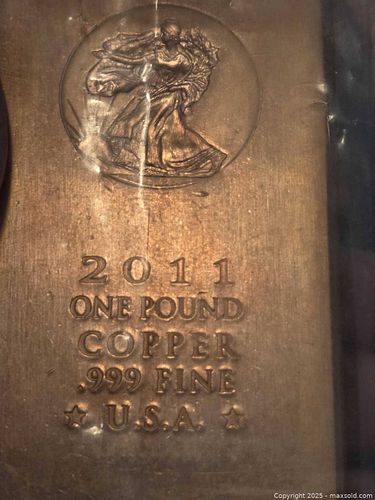 2011
ONE POUND
COPPER
.999 FINE
☆ U.S.A. ☆
Copyright 2025 - maxsold.com